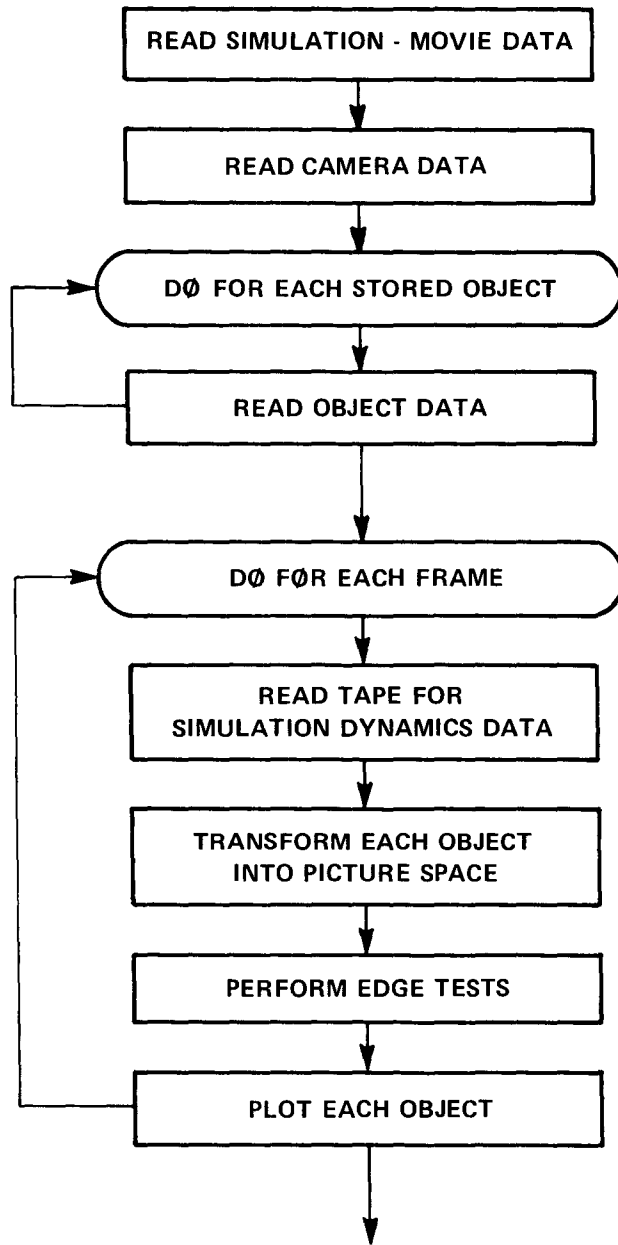 READ SIMULATION - MOVIE DATA
READ CAMERA DATA
DØ FOR EACH STORED OBJECT
READ OBJECT DATA
DØ FØR EACH FRAME
READ TAPE FOR
SIMULATION DYNAMICS DATA
TRANSFORM EACH OBJECT
INTO PICTURE SPACE
PERFORM EDGE TESTS
PLOT EACH OBJECT